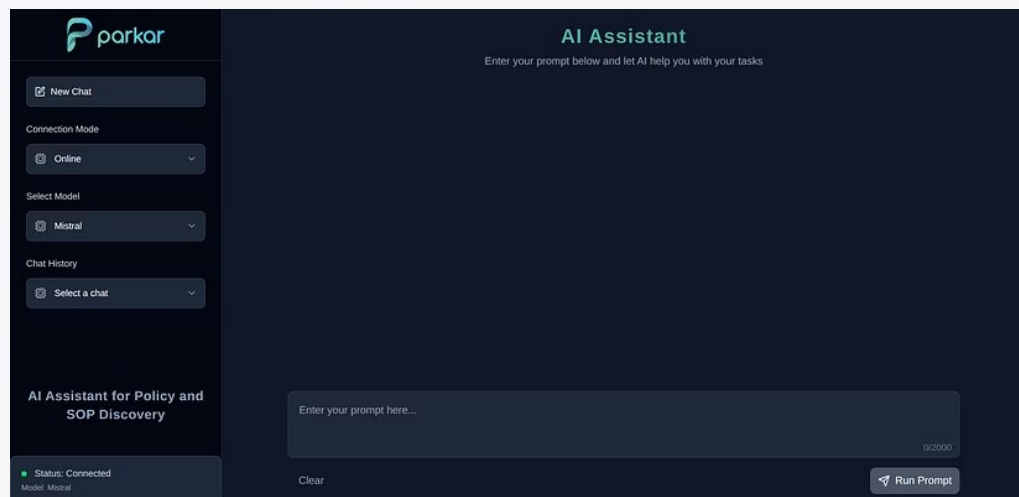 parkar
New Chat
Connection Mode
Online
Select Model
Mistral
Chat History
Select a chat
AI Assistant for Policy and
SOP Discovery
Status: Connected
Model: Mistral
AI Assistant
Enter your prompt below and let AI help you with your tasks
Enter your prompt here...
0/2000
Clear
Run Prompt